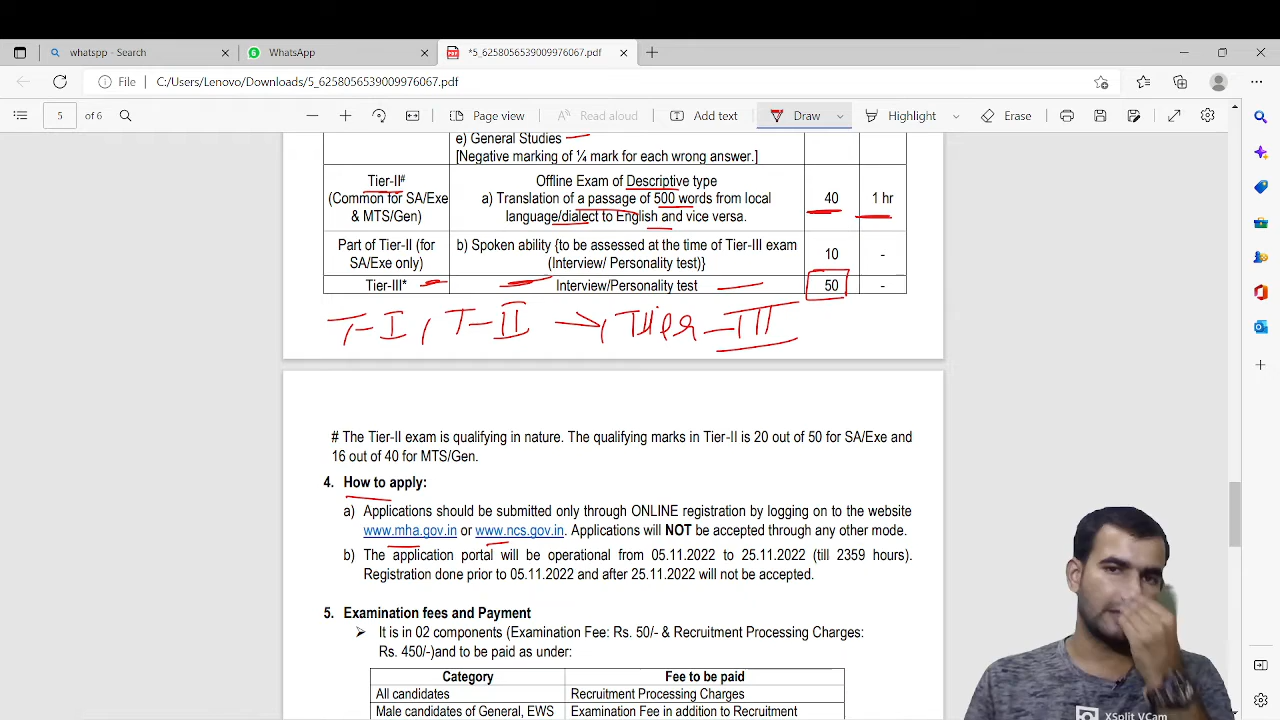 whatspp - Search
WhatsApp
*5_6258056539009976067.pdf
File
C:/Users/Lenovo/Downloads/5_6258056539009976067.pdf
5
of 6
Page view
Read aloud
Add text
Draw
Highlight
Erase
e) General Studies
[Negative marking of ¼ mark for each wrong answer.]
Tier-II#
(Common for SA/Exe
& MTS/Gen)
Offline Exam of Descriptive type
a) Translation of a passage of 500 words from local
language/dialect to English and vice versa.
40
1 hr
Part of Tier-II (for
SA/Exe only)
b) Spoken ability {to be assessed at the time of Tier-III exam
(Interview/ Personality test)}
10
-
Tier-III*
Interview/Personality test
50
-
T-I, T-II → Tier-III
# The Tier-II exam is qualifying in nature. The qualifying marks in Tier-II is 20 out of 50 for SA/Exe and
16 out of 40 for MTS/Gen.
4. How to apply:
a) Applications should be submitted only through ONLINE registration by logging on to the website
www.mha.gov.in or www.ncs.gov.in. Applications will NOT be accepted through any other mode.
b) The application portal will be operational from 05.11.2022 to 25.11.2022 (till 2359 hours).
Registration done prior to 05.11.2022 and after 25.11.2022 will not be accepted.
5. Examination fees and Payment
➢ It is in 02 components (Examination Fee: Rs. 50/- & Recruitment Processing Charges:
Rs. 450/-)and to be paid as under:
Category
Fee to be paid
All candidates
Recruitment Processing Charges
Male candidates of General, EWS
Examination Fee in addition to Recruitment
XSplit VCam